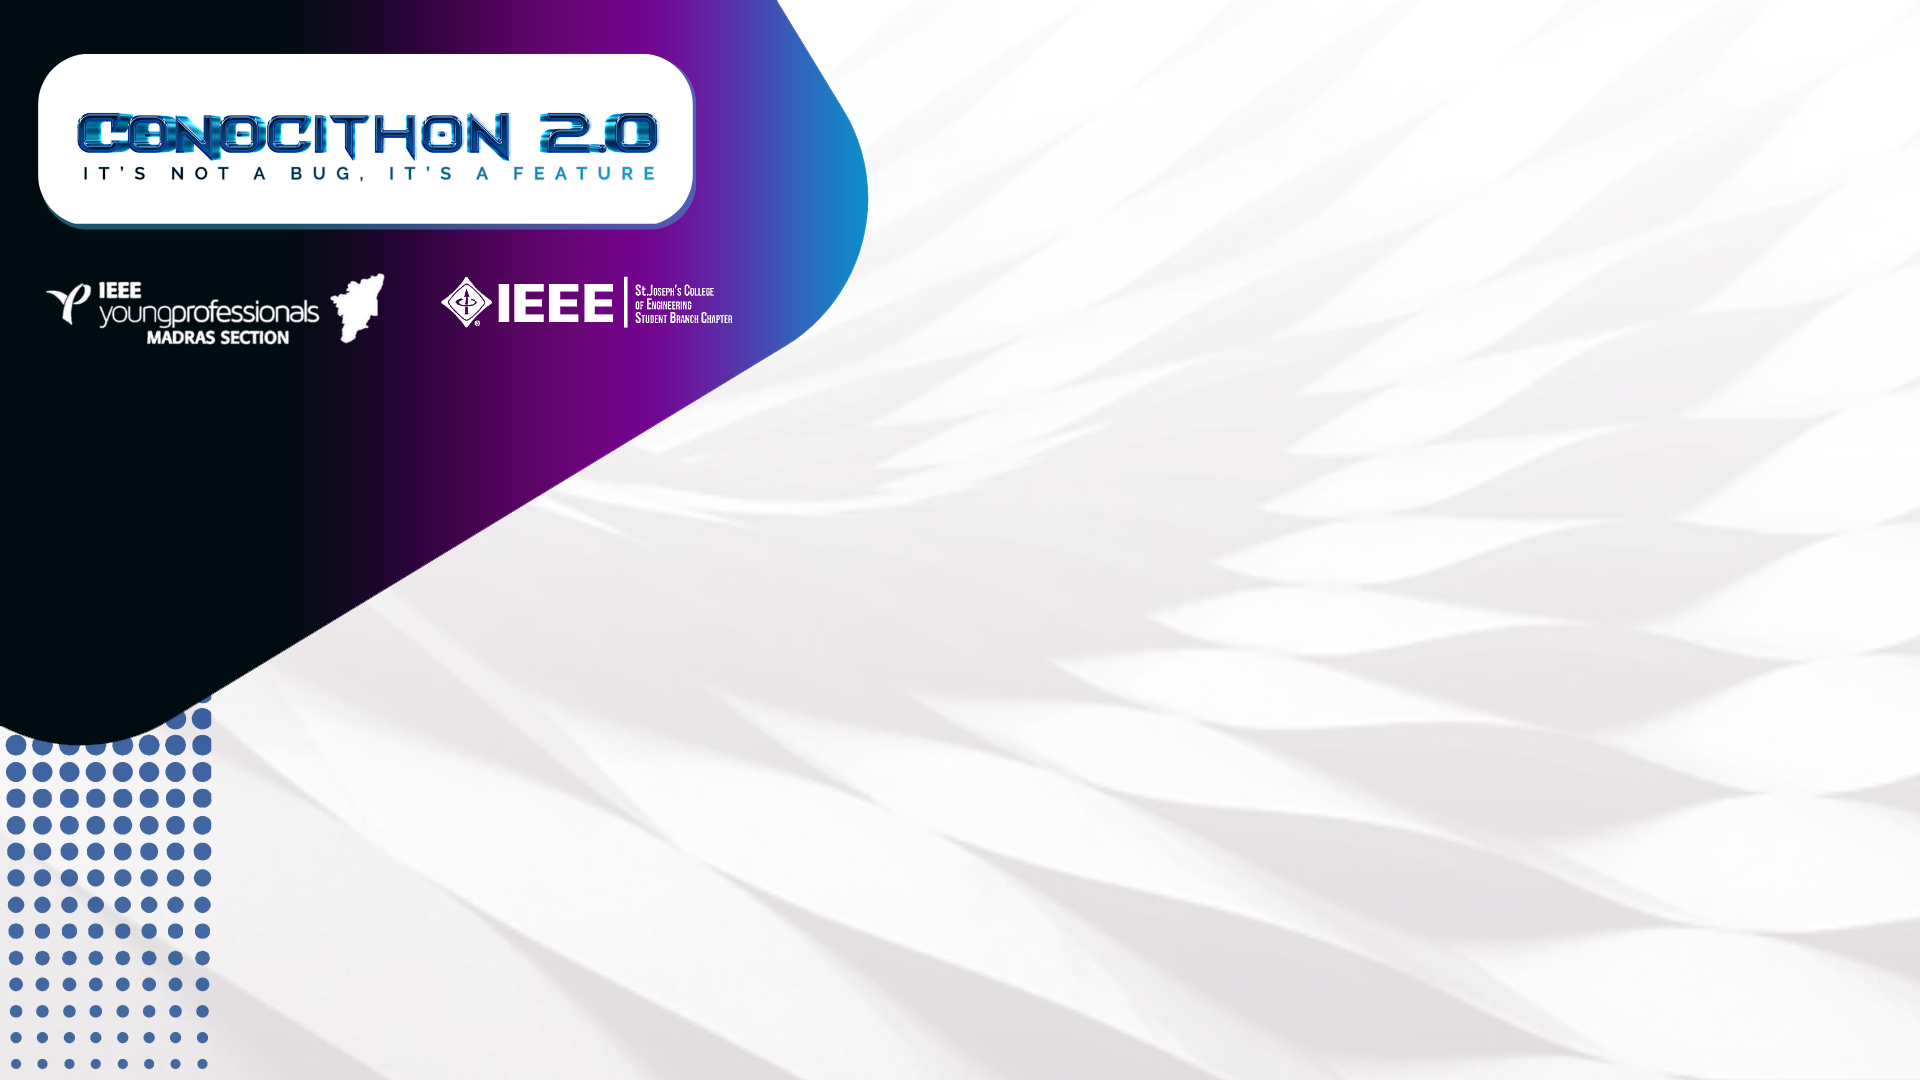 CONOCITHON 2.0
IT'S NOT A BUG, IT'S A FEATURE
IEEE
youngprofessionals
MADRAS SECTION
IEEE
St. Joseph's College
of Engineering
Student Branch Chapter